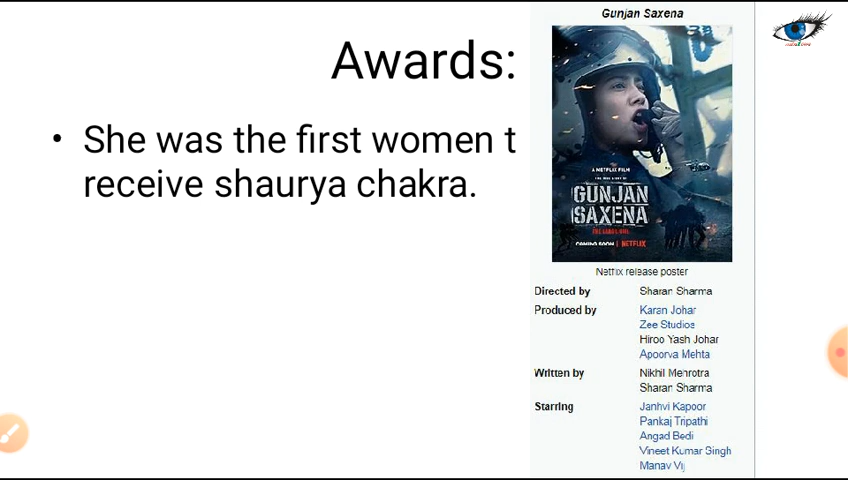 Awards:
• She was the first women t
receive shaurya chakra.
Gunjan Saxena
A NETFLIX FILM
GUNJAN
SAXENA
THE KARGIL GIRL
COMING SOON | NETFLIX
Netflix release poster
Directed by Sharan Sharma
Produced by Karan Johar
Zee Studios
Hiroo Yash Johar
Apoorva Mehta
Written by Nikhil Mehrotra
Sharan Sharma
Starring Janhvi Kapoor
Pankaj Tripathi
Angad Bedi
Vineet Kumar Singh
Manav Vij